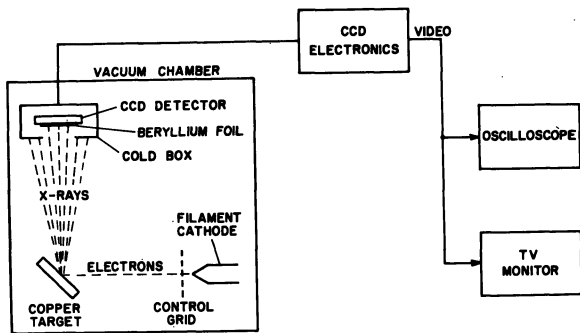 CCD
ELECTRONICS
VIDEO
VACUUM CHAMBER
CCD DETECTOR
BERYLLIUM FOIL
COLD BOX
OSCILLOSCOPE
X-RAYS
FILAMENT
CATHODE
ELECTRONS
TV
MONITOR
COPPER
TARGET
CONTROL
GRID